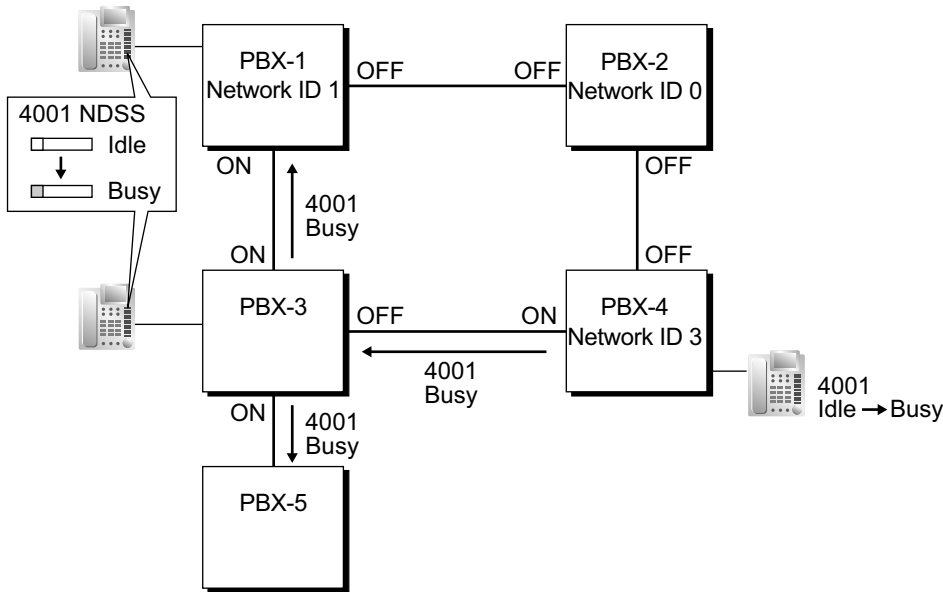 PBX-1
Network ID 1
OFF
OFF
PBX-2
Network ID 0
4001 NDSS
Idle
Busy
ON
4001
Busy
OFF
ON
OFF
PBX-3
OFF
ON
PBX-4
Network ID 3
4001
Busy
4001
Idle → Busy
ON
4001
Busy
PBX-5